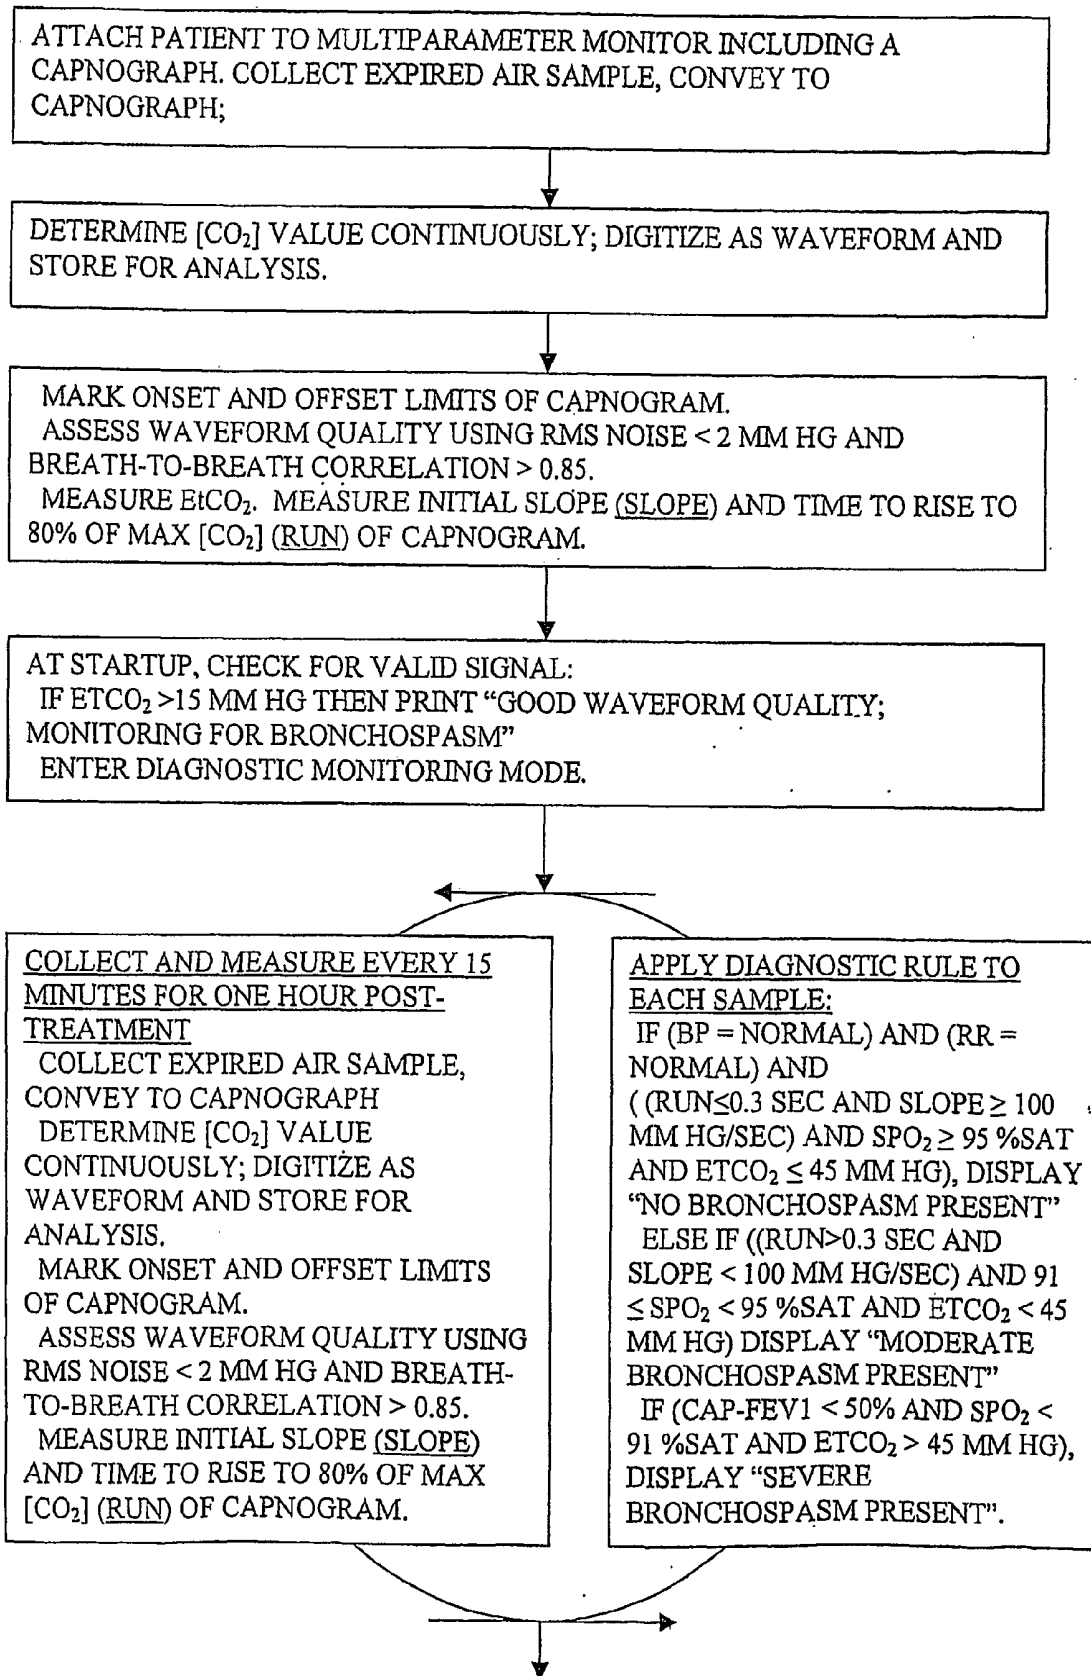 ATTACH PATIENT TO MULTIPARAMETER MONITOR INCLUDING A
CAPNOGRAPH. COLLECT EXPIRED AIR SAMPLE, CONVEY TO
CAPNOGRAPH;
DETERMINE [CO₂] VALUE CONTINUOUSLY; DIGITIZE AS WAVEFORM AND
STORE FOR ANALYSIS.
MARK ONSET AND OFFSET LIMITS OF CAPNOGRAM.
ASSESS WAVEFORM QUALITY USING RMS NOISE < 2 MM HG AND
BREATH-TO-BREATH CORRELATION > 0.85.
MEASURE EtCO₂. MEASURE INITIAL SLOPE (SLOPE) AND TIME TO RISE TO
80% OF MAX [CO₂] (RUN) OF CAPNOGRAM.
AT STARTUP, CHECK FOR VALID SIGNAL:
IF ETCO₂ >15 MM HG THEN PRINT “GOOD WAVEFORM QUALITY;
MONITORING FOR BRONCHOSPASM”
ENTER DIAGNOSTIC MONITORING MODE.
COLLECT AND MEASURE EVERY 15
MINUTES FOR ONE HOUR POST-
TREATMENT
COLLECT EXPIRED AIR SAMPLE,
CONVEY TO CAPNOGRAPH
DETERMINE [CO₂] VALUE
CONTINUOUSLY; DIGITIZE AS
WAVEFORM AND STORE FOR
ANALYSIS.
MARK ONSET AND OFFSET LIMITS
OF CAPNOGRAM.
ASSESS WAVEFORM QUALITY USING
RMS NOISE < 2 MM HG AND BREATH-
TO-BREATH CORRELATION > 0.85.
MEASURE INITIAL SLOPE (SLOPE)
AND TIME TO RISE TO 80% OF MAX
[CO₂] (RUN) OF CAPNOGRAM.
APPLY DIAGNOSTIC RULE TO
EACH SAMPLE:
IF (BP = NORMAL) AND (RR =
NORMAL) AND
( (RUN≤0.3 SEC AND SLOPE ≥ 100
MM HG/SEC) AND SPO₂ ≥ 95 %SAT
AND ETCO₂ ≤ 45 MM HG), DISPLAY
“NO BRONCHOSPASM PRESENT”
ELSE IF ((RUN>0.3 SEC AND
SLOPE < 100 MM HG/SEC) AND 91
≤ SPO₂ < 95 %SAT AND ETCO₂ < 45
MM HG) DISPLAY “MODERATE
BRONCHOSPASM PRESENT”
IF (CAP-FEV1 < 50% AND SPO₂ <
91 %SAT AND ETCO₂ > 45 MM HG),
DISPLAY “SEVERE
BRONCHOSPASM PRESENT”.